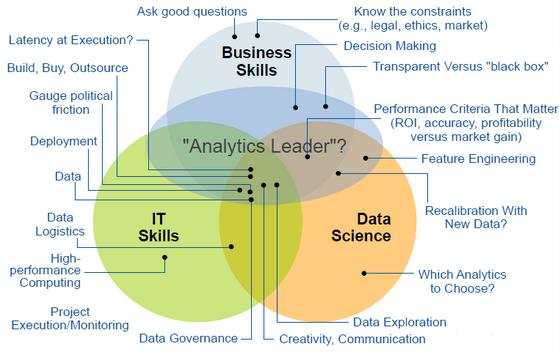 Ask good questions
Know the constraints
(e.g., legal, ethics, market)
Latency at Execution?
Business
Skills
Decision Making
Build, Buy, Outsource
Transparent Versus "black box"
Gauge political
friction
Performance Criteria That Matter
(ROI, accuracy, profitability
versus market gain)
Deployment
"Analytics Leader"?
Feature Engineering
Data
Recalibration With
New Data?
Data
Logistics
IT
Skills
Data
Science
High-
performance
Computing
Which Analytics
to Choose?
Project
Execution/Monitoring
Data Exploration
Data Governance
Creativity, Communication